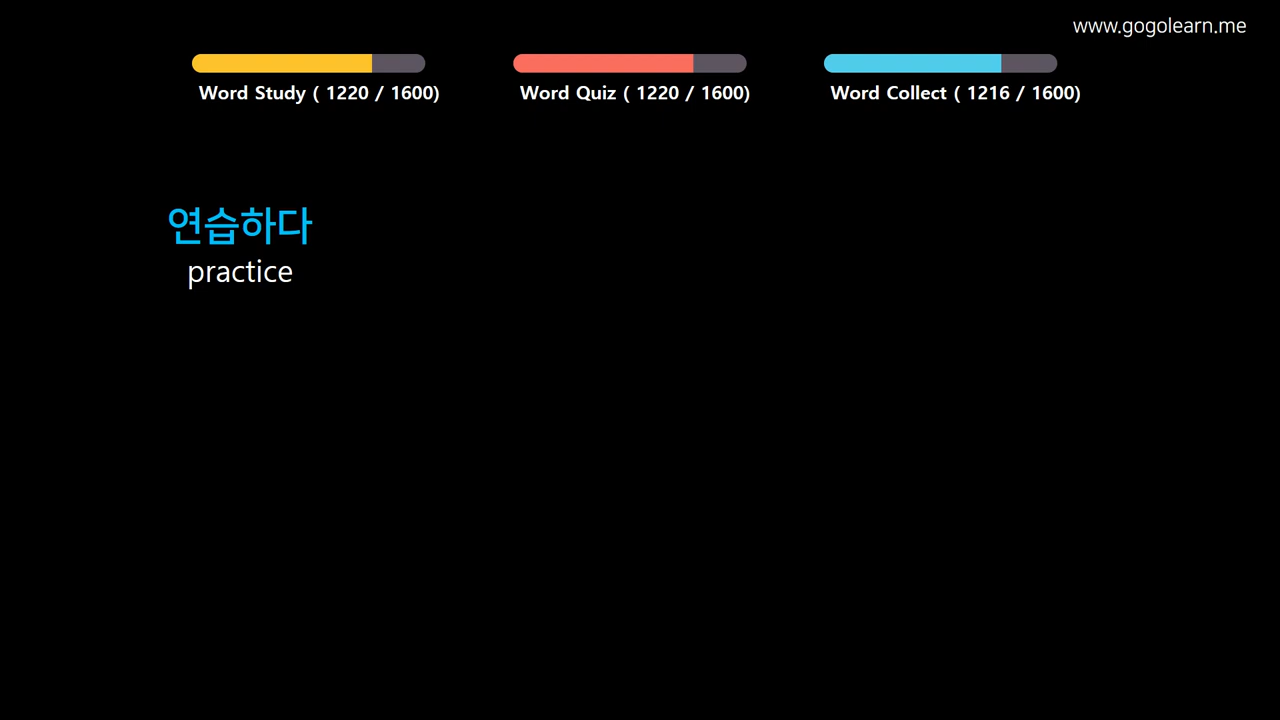 www.gogolearn.me
Word Study ( 1220 / 1600)
Word Quiz ( 1220 / 1600)
Word Collect ( 1216 / 1600)
연습하다
practice